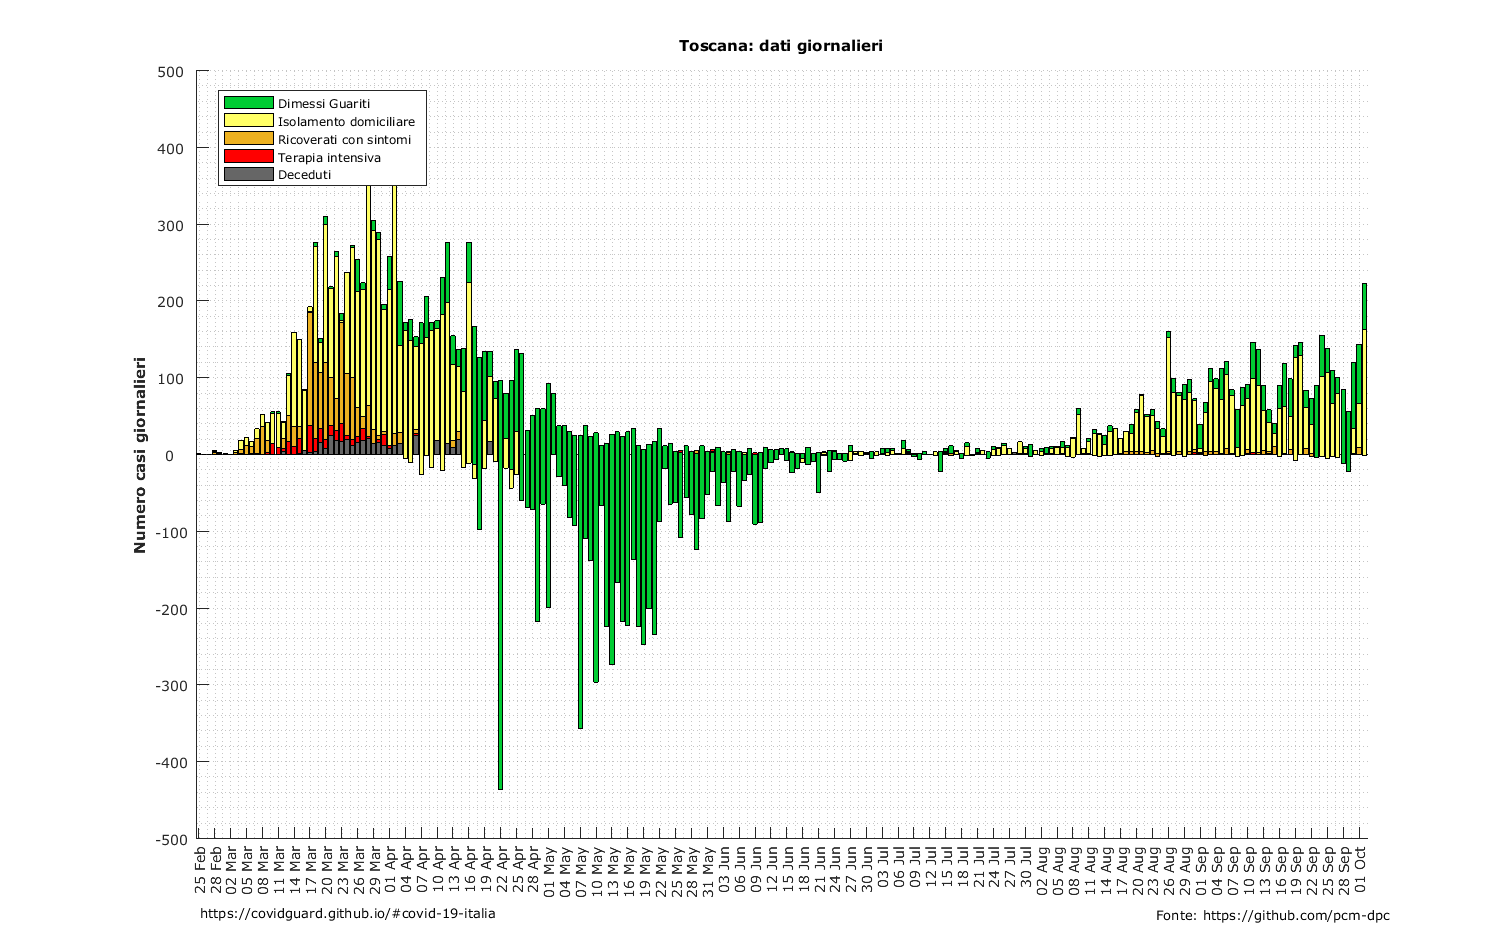 Toscana: dati giornalieri
500
400
300
200
100
0
-100
-200
-300
-400
-500
Numero casi giornalieri
Dimessi Guariti
Isolamento domiciliare
Ricoverati con sintomi
Terapia intensiva
Deceduti
25 Feb
28 Feb
02 Mar
05 Mar
08 Mar
11 Mar
14 Mar
17 Mar
20 Mar
23 Mar
26 Mar
29 Mar
01 Apr
04 Apr
07 Apr
10 Apr
13 Apr
16 Apr
19 Apr
22 Apr
25 Apr
28 Apr
01 May
04 May
07 May
10 May
13 May
16 May
19 May
22 May
25 May
28 May
31 May
03 Jun
06 Jun
09 Jun
12 Jun
15 Jun
18 Jun
21 Jun
24 Jun
27 Jun
30 Jun
03 Jul
06 Jul
09 Jul
12 Jul
15 Jul
18 Jul
21 Jul
24 Jul
27 Jul
30 Jul
02 Aug
05 Aug
08 Aug
11 Aug
14 Aug
17 Aug
20 Aug
23 Aug
26 Aug
29 Aug
01 Sep
04 Sep
07 Sep
10 Sep
13 Sep
16 Sep
19 Sep
22 Sep
25 Sep
28 Sep
01 Oct
https://covidguard.github.io/#covid-19-italia
Fonte: https://github.com/pcm-dpc